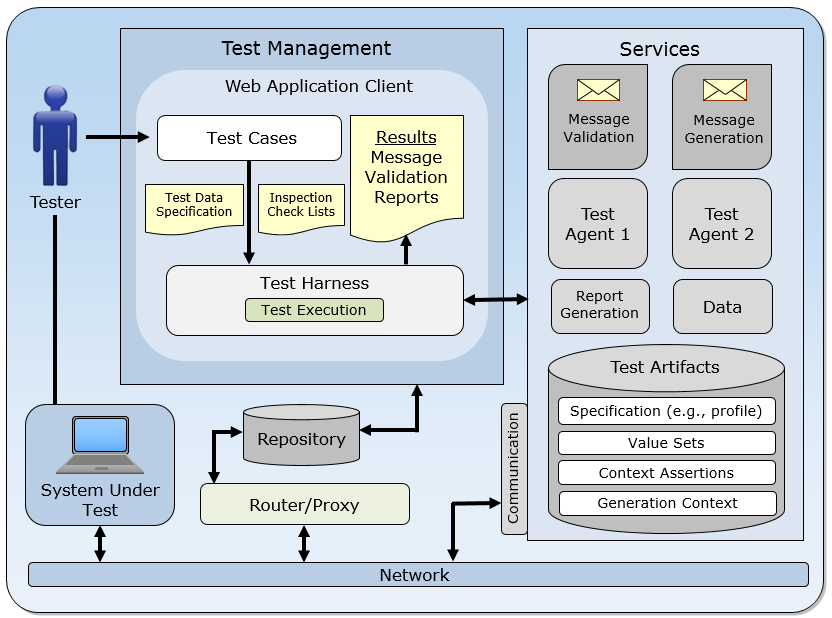 Test Management
Web Application Client
Test Cases
Results
Message
Validation
Reports
Test Data
Specification
Inspection
Check Lists
Test Harness
Test Execution
Tester
System Under
Test
Repository
Router/Proxy
Network
Communication
Services
Message
Validation
Message
Generation
Test
Agent 1
Test
Agent 2
Report
Generation
Data
Test Artifacts
Specification (e.g., profile)
Value Sets
Context Assertions
Generation Context